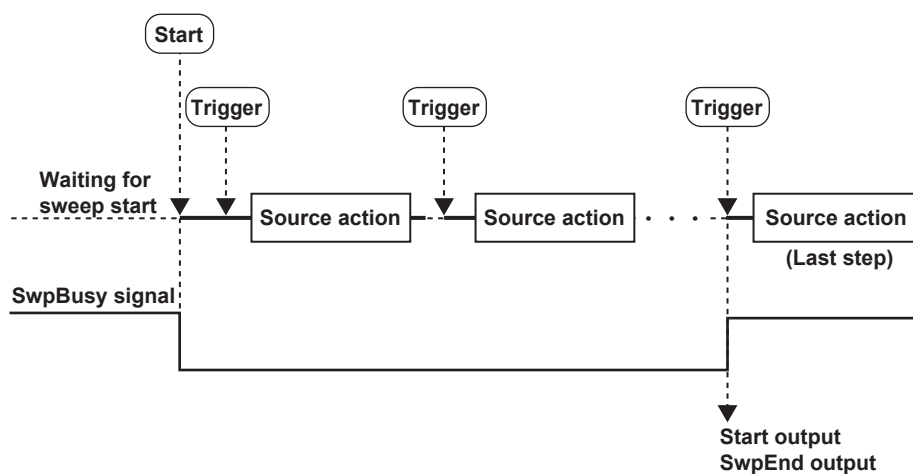 Start
Trigger
Trigger
Trigger
Waiting for
sweep start
Source action
Source action
. . . .
Source action
(Last step)
SwpBusy signal
Start output
SwpEnd output